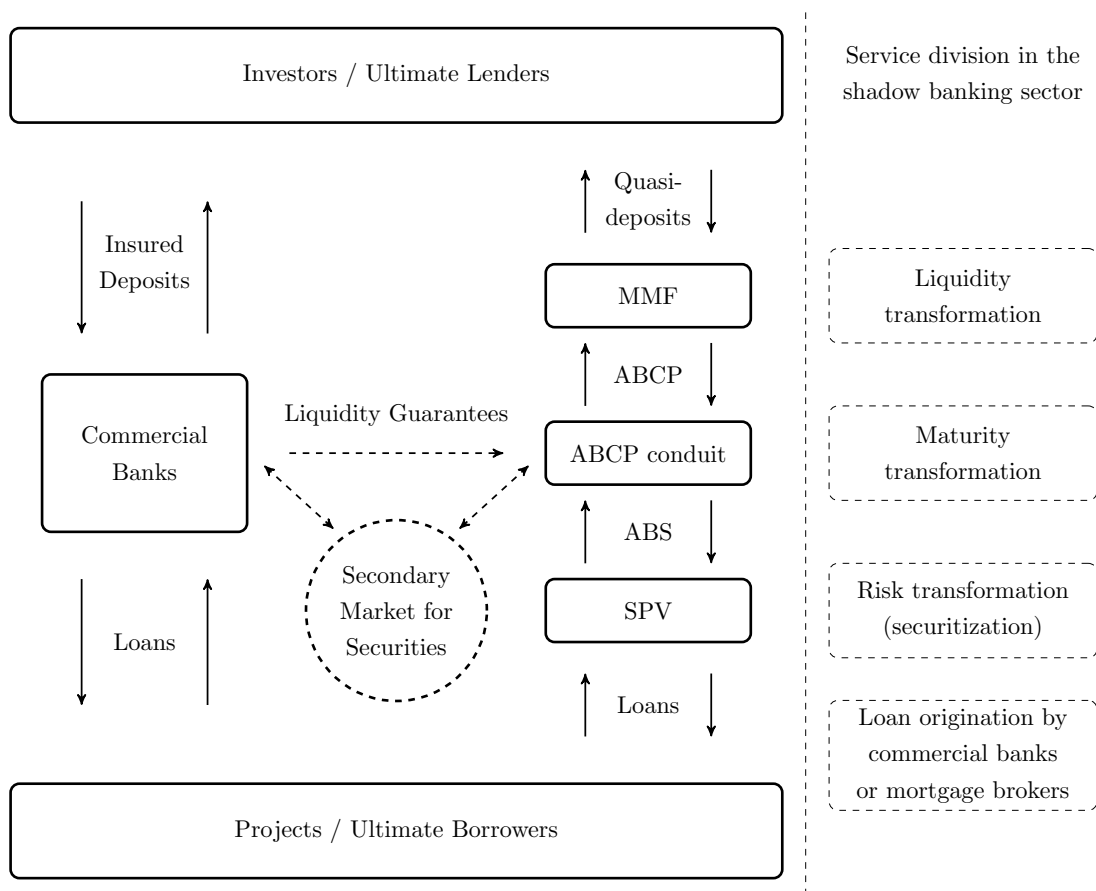 Investors / Ultimate Lenders
Service division in the
shadow banking sector
Quasi-
deposits
Insured
Deposits
MMF
Liquidity
transformation
ABCP
Commercial
Banks
Liquidity Guarantees
ABCP conduit
Maturity
transformation
ABS
Secondary
Market for
Securities
SPV
Risk transformation
(securitization)
Loans
Loans
Loan origination by
commercial banks
or mortgage brokers
Projects / Ultimate Borrowers